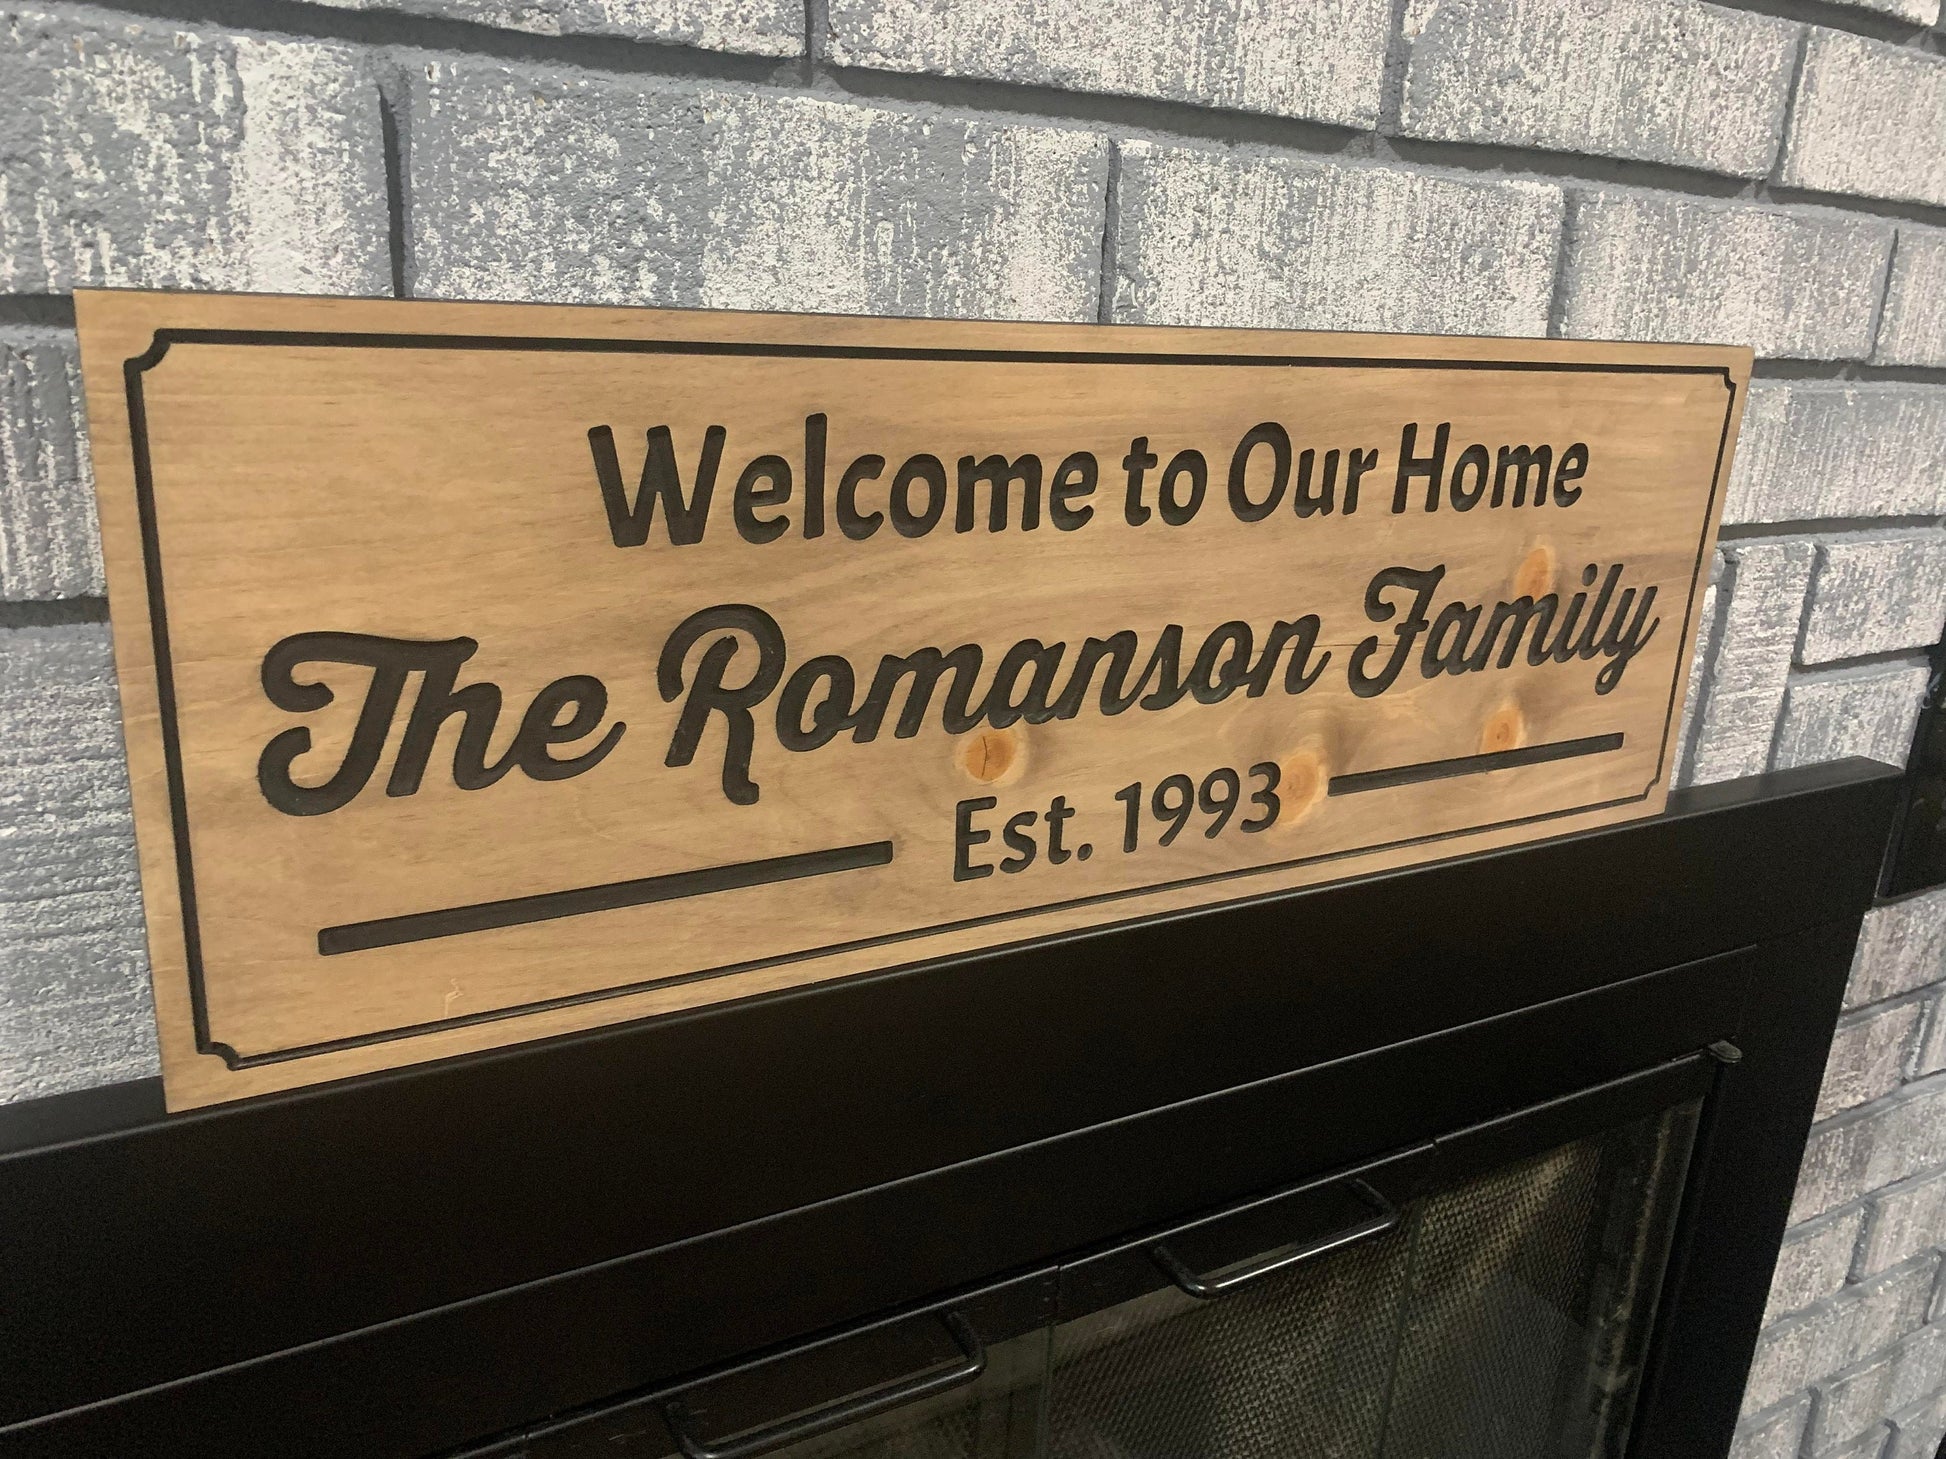 Welcome to Our Home
The Romanson Family
Est. 1993